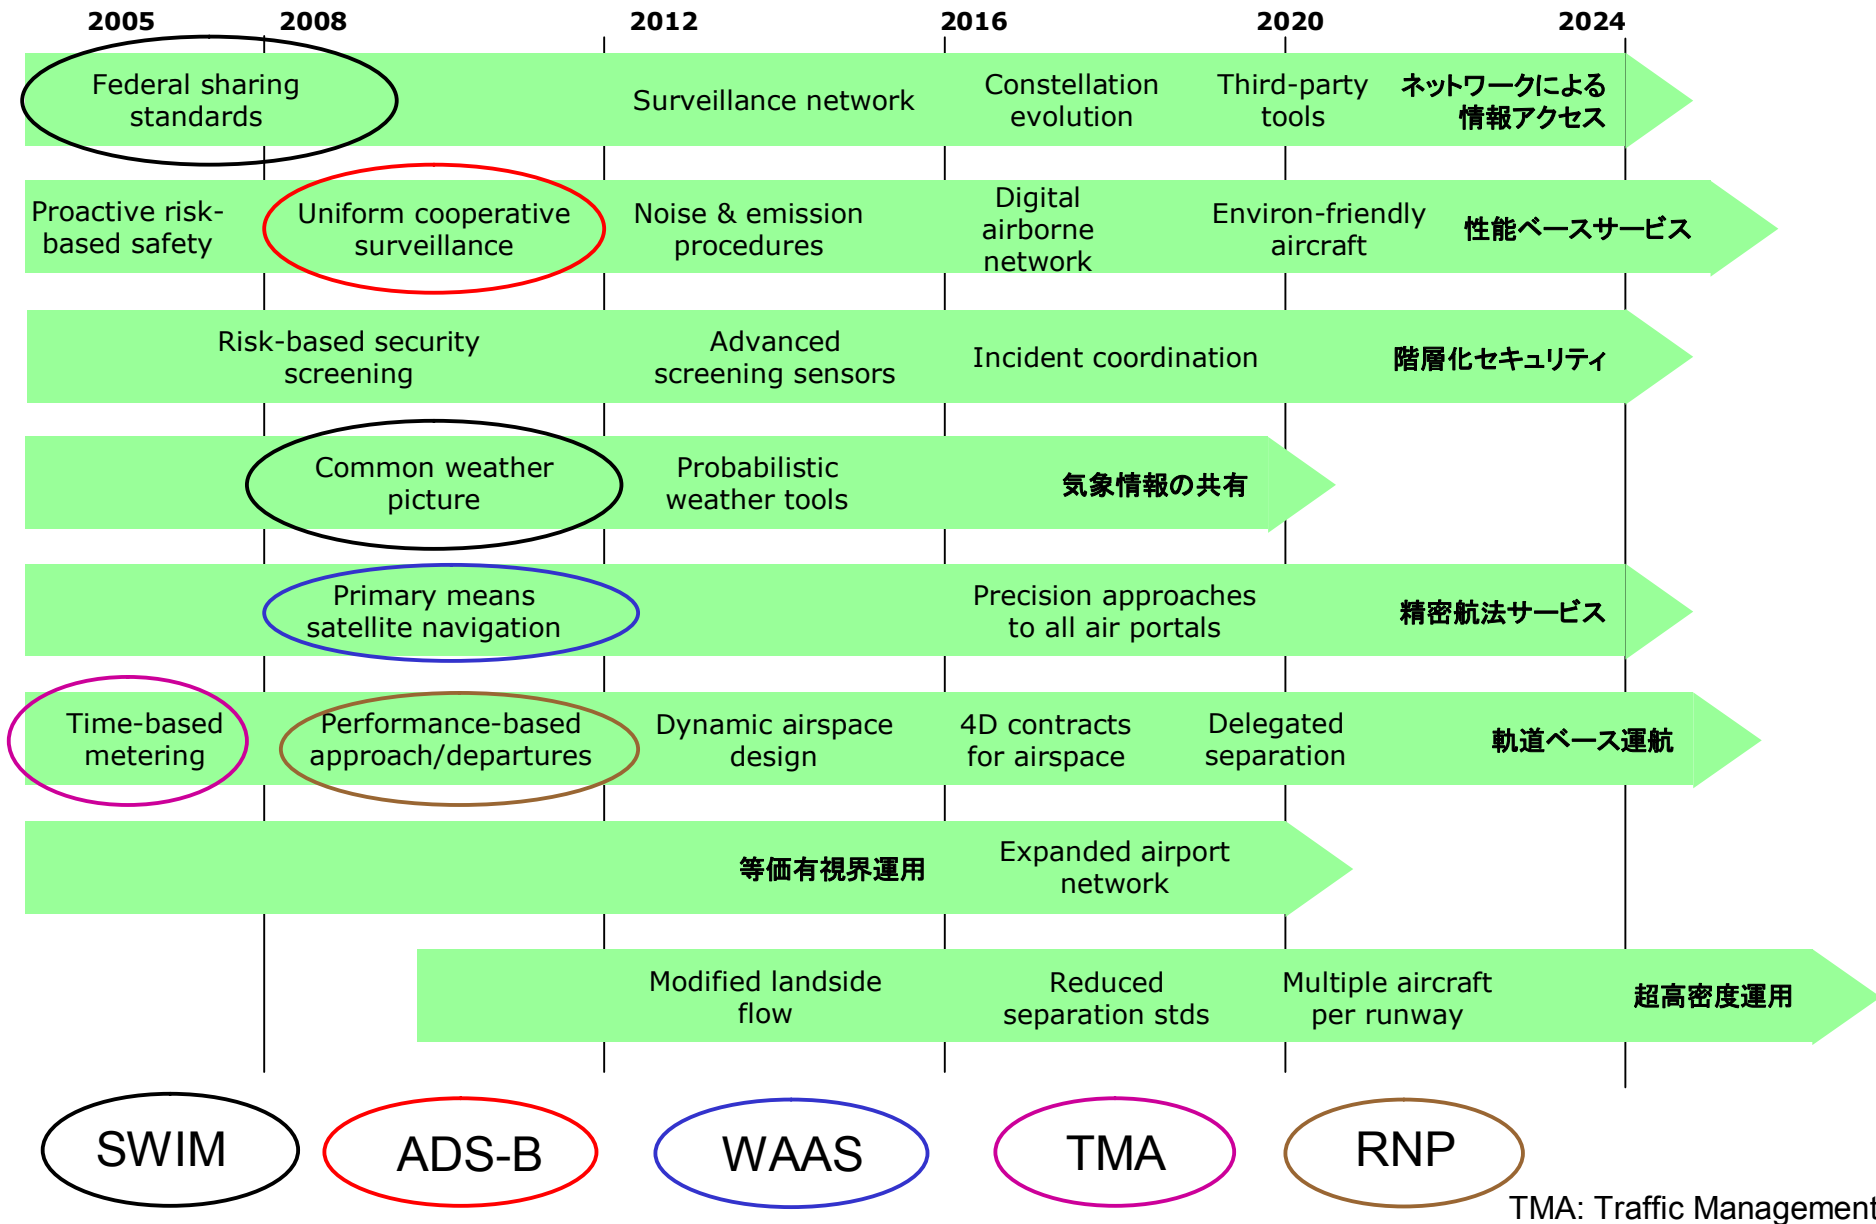 2005 2008 2012 2016 2020 2024
Federal sharing
standards
Surveillance network
Constellation
evolution
Third-party
tools
ネットワークによる
情報アクセス
Proactive risk-
based safety
Uniform cooperative
surveillance
Noise & emission
procedures
Digital
airborne
network
Environ-friendly
aircraft
性能ベースサービス
Risk-based security
screening
Advanced
screening sensors
Incident coordination
階層化セキュリティ
Common weather
picture
Probabilistic
weather tools
気象情報の共有
Primary means
satellite navigation
Precision approaches
to all air portals
精密航法サービス
Time-based
metering
Performance-based
approach/departures
Dynamic airspace
design
4D contracts
for airspace
Delegated
separation
軌道ベース運航
等価有視界運用
Expanded airport
network
Modified landside
flow
Reduced
separation stds
Multiple aircraft
per runway
超高密度運用
SWIM
ADS-B
WAAS
TMA
RNP
TMA: Traffic Management